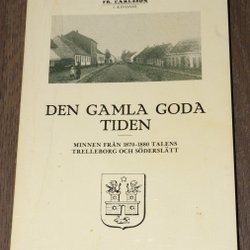 FR. CARLSSON
DEN GAMLA GODA
TIDEN
MINNEN FRÅN 1870-1880 TALENS
TRELLEBORG OCH SÖDERSLÄTT